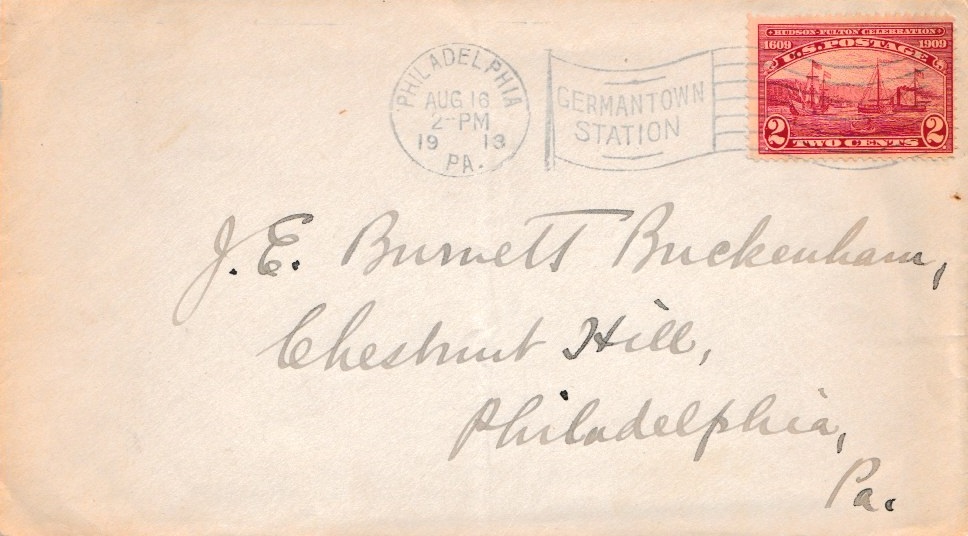 HUDSON-FULTON CELEBRATION
1609 1909
U.S. POSTAGE
2 2
TWO CENTS
PHILADELPHIA
AUG 16
2-PM
19 13
PA.
GERMANTOWN
STATION
J. E. Burnett Buckenham,
Chestnut Hill,
Philadelphia,
Pa.